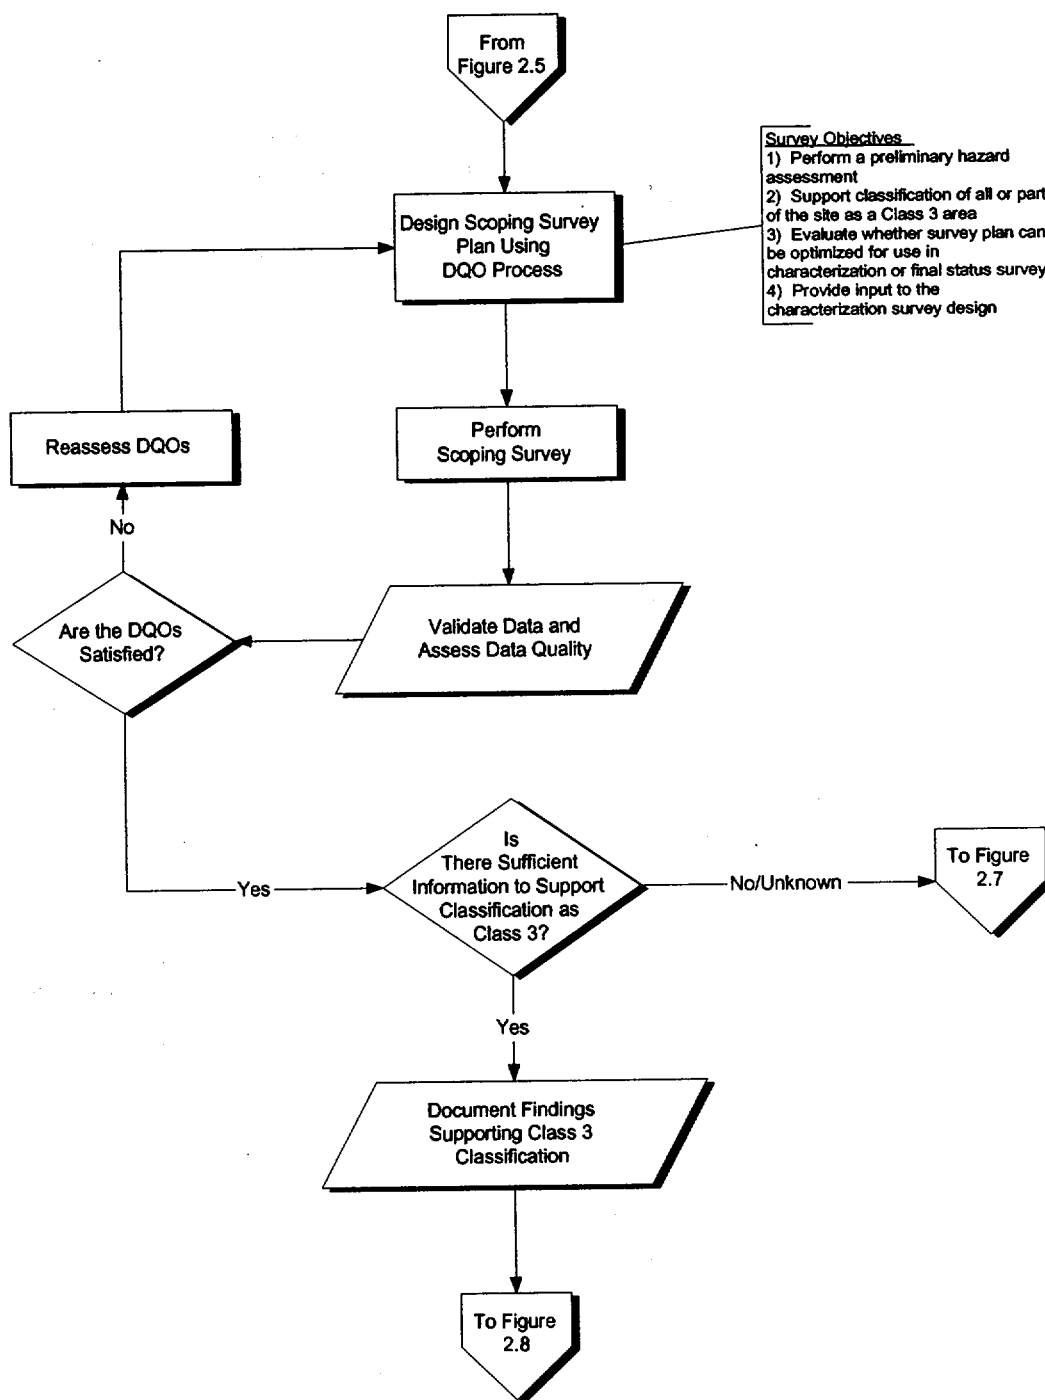 From
Figure 2.5
Survey Objectives
1) Perform a preliminary hazard
assessment
2) Support classification of all or part
of the site as a Class 3 area
3) Evaluate whether survey plan can
be optimized for use in
characterization or final status survey
4) Provide input to the
characterization survey design
Design Scoping Survey
Plan Using
DQO Process
Reassess DQOs
Perform
Scoping Survey
No
Are the DQOs
Satisfied?
Validate Data and
Assess Data Quality
Yes
Is
There Sufficient
Information to Support
Classification as
Class 3?
No/Unknown
To Figure
2.7
Yes
Document Findings
Supporting Class 3
Classification
To Figure
2.8